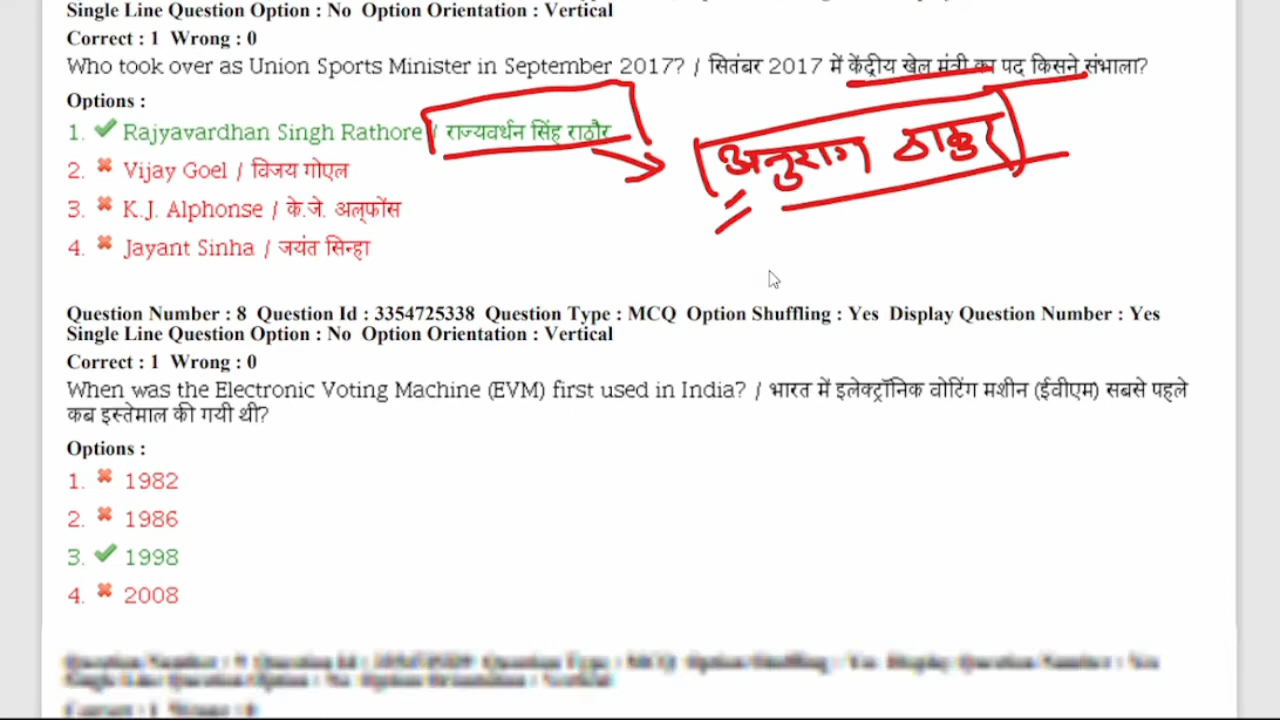 Single Line Question Option : No Option Orientation : Vertical
Correct : 1 Wrong : 0
Who took over as Union Sports Minister in September 2017? / सितंबर 2017 में केंद्रीय खेल मंत्री का पद किसने संभाला?
Options :
1. Rajyavardhan Singh Rathore / राज्यवर्धन सिंह राठौर
अनुराग ठाकुर
2. Vijay Goel / विजय गोएल
3. K.J. Alphonse / के.जे. अल्फोंस
4. Jayant Sinha / जयंत सिन्हा
Question Number : 8 Question Id : 3354725338 Question Type : MCQ Option Shuffling : Yes Display Question Number : Yes
Single Line Question Option : No Option Orientation : Vertical
Correct : 1 Wrong : 0
When was the Electronic Voting Machine (EVM) first used in India? / भारत में इलेक्ट्रॉनिक वोटिंग मशीन (ईवीएम) सबसे पहले
कब इस्तेमाल की गयी थी?
Options :
1. 1982
2. 1986
3. 1998
4. 2008